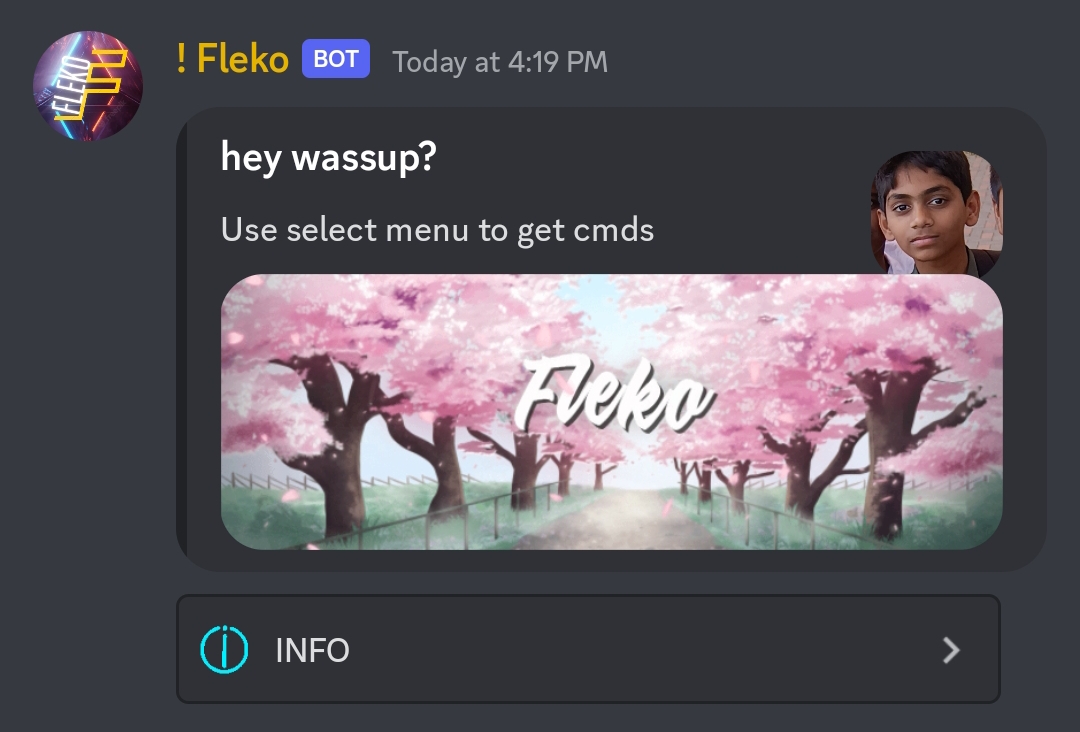 FLEKO
! Fleko BOT Today at 4:19 PM
hey wassup?
Use select menu to get cmds
Fleko
INFO